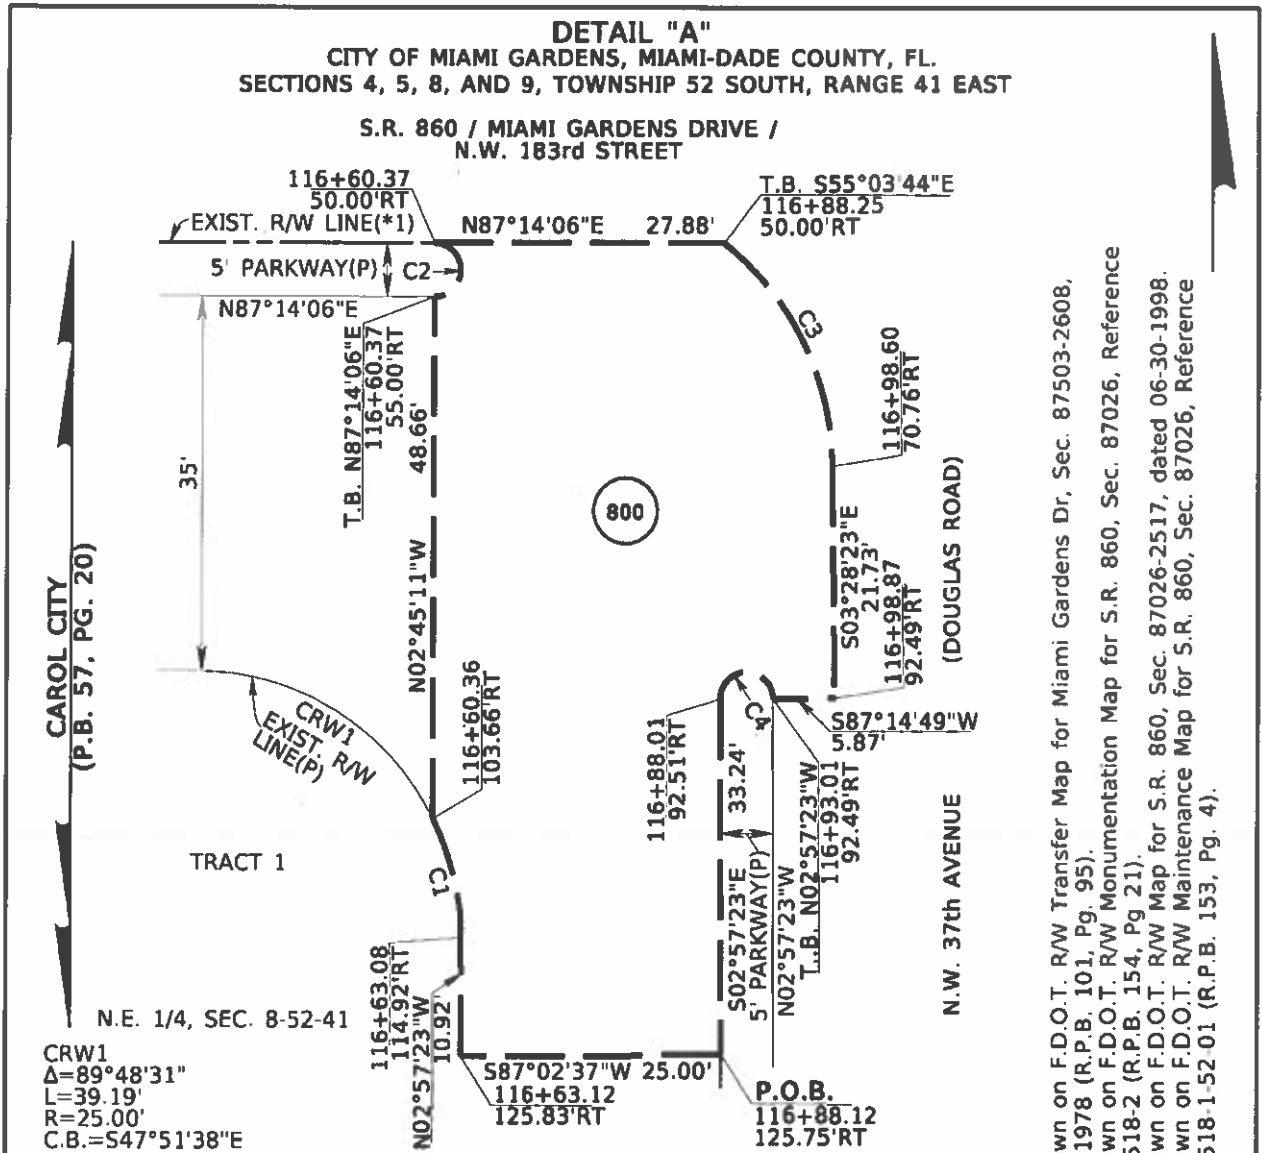 DETAIL "A"
CITY OF MIAMI GARDENS, MIAMI-DADE COUNTY, FL.
SECTIONS 4, 5, 8, AND 9, TOWNSHIP 52 SOUTH, RANGE 41 EAST
S.R. 860 / MIAMI GARDENS DRIVE /
N.W. 183rd STREET
116+60.37
50.00'RT
T.B. S55°03'44"E
116+88.25
50.00'RT
EXIST. R/W LINE(*1)
N87°14'06"E 27.88'
5' PARKWAY(P)
C2
N87°14'06"E
T.B. N87°14'06"E
116+60.37
55.00'RT
48.66'
N02°45'11"W
35'
C3
116+98.60
70.76'RT
800
S03°28'23"E
21.73'
116+98.87
92.49'RT
(DOUGLAS ROAD)
N.W. 37th AVENUE
CAROL CITY
(P.B. 57, PG. 20)
CRW1
EXIST. R/W
LINE(P)
116+60.36
103.66'RT
C4
S87°14'49"W
5.87'
116+88.01
92.51'RT
33.24'
S02°57'23"E
5' PARKWAY(P)
N02°57'23"W
T.B. N02°57'23"W
116+93.01
92.49'RT
TRACT 1
C1
116+63.08
114.92'RT
N02°57'23"W
10.92'
N.E. 1/4, SEC. 8-52-41
CRW1
Δ=89°48'31"
L=39.19'
R=25.00'
C.B.=S47°51'38"E
S87°02'37"W 25.00'
116+63.12
125.83'RT
P.O.B.
116+88.12
125.75'RT
wn on F.D.O.T. R/W Transfer Map for Miami Gardens Dr, Sec. 87503-2608,
1978 (R.P.B. 101, Pg. 95).
wn on F.D.O.T. R/W Monumentation Map for S.R. 860, Sec. 87026, Reference
518-2 (R.P.B. 154, Pg 21).
wn on F.D.O.T. R/W Map for S.R. 860, Sec. 87026-2517, dated 06-30-1998.
wn on F.D.O.T. R/W Maintenance Map for S.R. 860, Sec. 87026, Reference
518-1-52-01 (R.P.B. 153, Pg. 4).